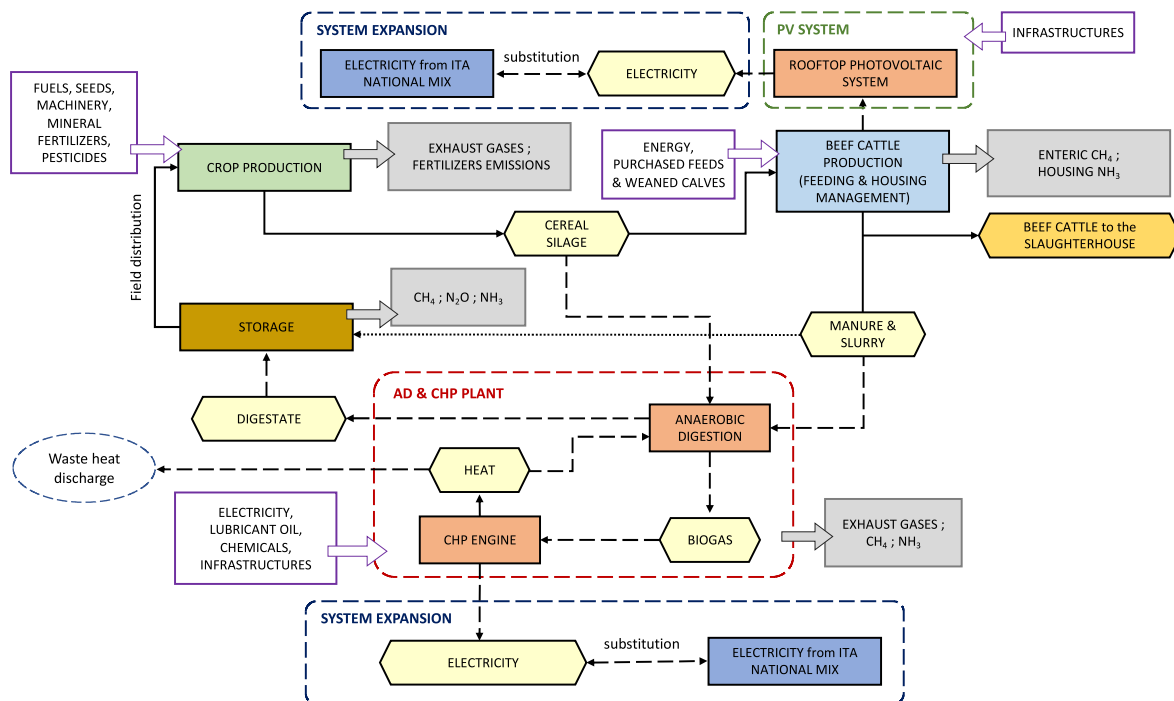 SYSTEM EXPANSION
ELECTRICITY from ITA
NATIONAL MIX
substitution
ELECTRICITY
PV SYSTEM
ROOFTOP PHOTOVOLTAIC
SYSTEM
INFRASTRUCTURES
FUELS, SEEDS,
MACHINERY,
MINERAL
FERTILIZERS,
PESTICIDES
CROP PRODUCTION
EXHAUST GASES ;
FERTILIZERS EMISSIONS
ENERGY,
PURCHASED FEEDS
& WEANED CALVES
BEEF CATTLE
PRODUCTION
(FEEDING & HOUSING
MANAGEMENT)
ENTERIC CH₄ ;
HOUSING NH₃
Field distribution
CEREAL
SILAGE
BEEF CATTLE to the
SLAUGHTERHOUSE
CH₄ ; N₂O ; NH₃
STORAGE
MANURE &
SLURRY
AD & CHP PLANT
DIGESTATE
ANAEROBIC
DIGESTION
Waste heat
discharge
HEAT
ELECTRICITY,
LUBRICANT OIL,
CHEMICALS,
INFRASTRUCTURES
CHP ENGINE
BIOGAS
EXHAUST GASES ;
CH₄ ; NH₃
SYSTEM EXPANSION
ELECTRICITY
substitution
ELECTRICITY from ITA
NATIONAL MIX